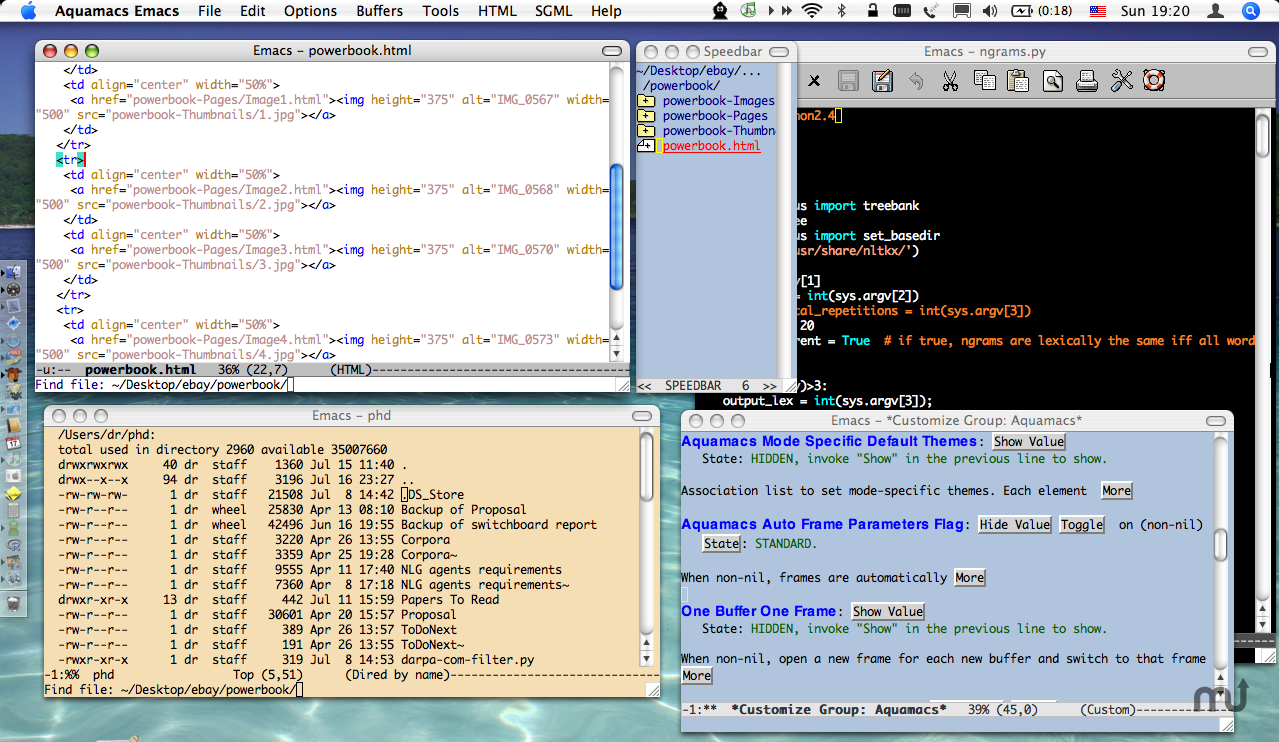 Aquamacs Emacs File Edit Options Buffers Tools HTML SGML Help (0:18) Sun 19:20
Emacs – powerbook.html
</td>
<td align="center" width="50%">
<a href="powerbook-Pages/Image1.html"><img height="375" alt="IMG_0567" width=
"500" src="powerbook-Thumbnails/1.jpg"></a>
</td>
</tr>
<tr>
<td align="center" width="50%">
<a href="powerbook-Pages/Image2.html"><img height="375" alt="IMG_0568" width=
"500" src="powerbook-Thumbnails/2.jpg"></a>
</td>
<td align="center" width="50%">
<a href="powerbook-Pages/Image3.html"><img height="375" alt="IMG_0570" width=
"500" src="powerbook-Thumbnails/3.jpg"></a>
</td>
</tr>
<tr>
<td align="center" width="50%">
<a href="powerbook-Pages/Image4.html"><img height="375" alt="IMG_0573" width=
"500" src="powerbook-Thumbnails/4.jpg"></a>
-u:-- powerbook.html 36% (22,7) (HTML)-----------------------------------
Find file: ~/Desktop/ebay/powerbook/
Speedbar
~/Desktop/ebay/...
/powerbook/
powerbook-Images
powerbook-Pages
powerbook-Thumbn
powerbook.html
<< SPEEDBAR 6 >>
Emacs – ngrams.py
hon2.4
us import treebank
ee
us import set_basedir
usr/share/nltkx/')
v[1]
= int(sys.argv[2])
al_repetitions = int(sys.argv[3])
20
rent = True # if true, ngrams are lexically the same iff all word
)>3:
output_lex = int(sys.argv[3]);
Emacs – phd
/Users/dr/phd:
total used in directory 2960 available 35007660
drwxrwxrwx 40 dr staff 1360 Jul 15 11:40 .
drwx--x--x 94 dr staff 3196 Jul 16 23:27 ..
-rw-rw-rw- 1 dr staff 21508 Jul 8 14:42 .DS_Store
-rw-r--r-- 1 dr wheel 25830 Apr 13 08:10 Backup of Proposal
-rw-r--r-- 1 dr wheel 42496 Jun 16 19:55 Backup of switchboard report
-rw-r--r-- 1 dr staff 3220 Apr 26 13:55 Corpora
-rw-r--r-- 1 dr staff 3359 Apr 25 19:28 Corpora~
-rw-r--r-- 1 dr staff 9555 Apr 11 17:40 NLG agents requirements
-rw-r--r-- 1 dr staff 7360 Apr 8 17:18 NLG agents requirements~
drwxr-xr-x 13 dr staff 442 Jul 11 15:59 Papers To Read
-rw-r--r-- 1 dr staff 30601 Apr 20 15:57 Proposal
-rw-r--r-- 1 dr staff 389 Apr 26 13:57 ToDoNext
-rw-r--r-- 1 dr staff 191 Apr 26 13:55 ToDoNext~
-rwxr-xr-x 1 dr staff 319 Jul 8 14:53 darpa-com-filter.py
-1:%% phd Top (5,51) (Dired by name)--------------------------
Find file: ~/Desktop/ebay/powerbook/
Emacs – *Customize Group: Aquamacs*
Aquamacs Mode Specific Default Themes: Show Value
State: HIDDEN, invoke "Show" in the previous line to show.
Association list to set mode-specific themes. Each element More
Aquamacs Auto Frame Parameters Flag: Hide Value Toggle on (non-nil)
State: STANDARD.
When non-nil, frames are automatically More
One Buffer One Frame: Show Value
State: HIDDEN, invoke "Show" in the previous line to show.
When non-nil, open a new frame for each new buffer and switch to that frame
More
-1:** *Customize Group: Aquamacs* 39% (45,0) (Custom)----------
mu